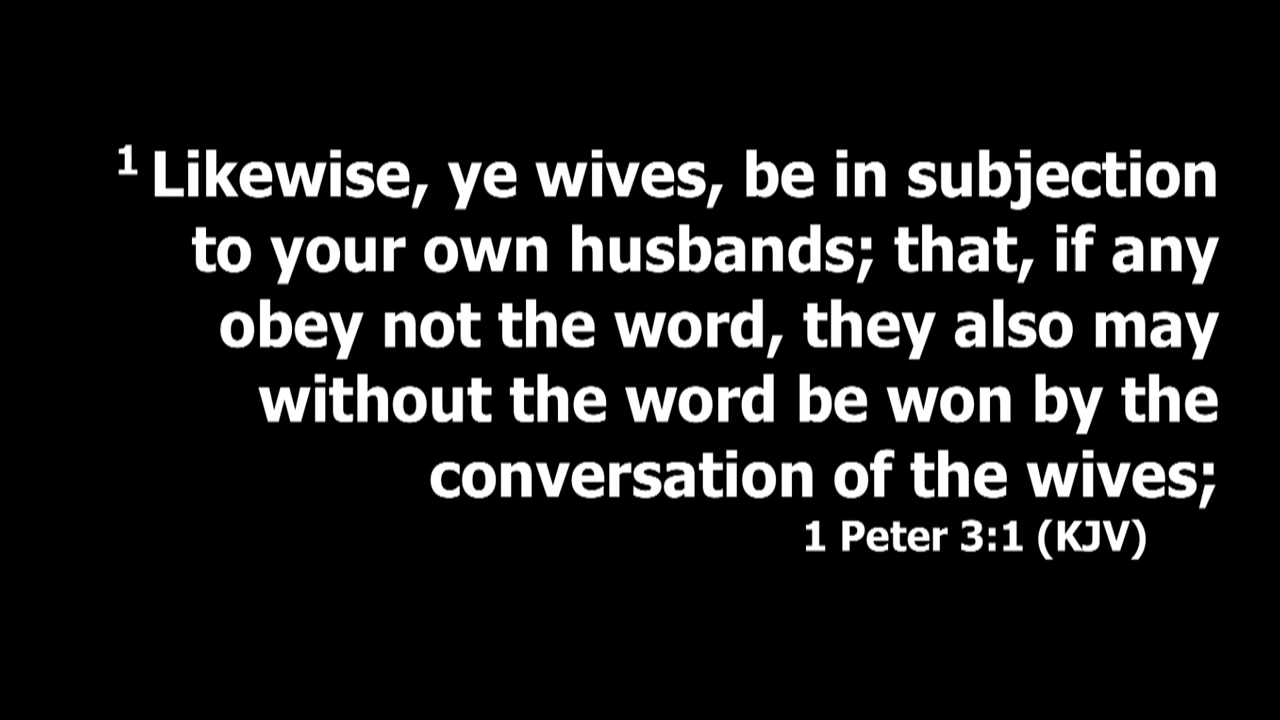 1 Likewise, ye wives, be in subjection
to your own husbands; that, if any
obey not the word, they also may
without the word be won by the
conversation of the wives;
1 Peter 3:1 (KJV)